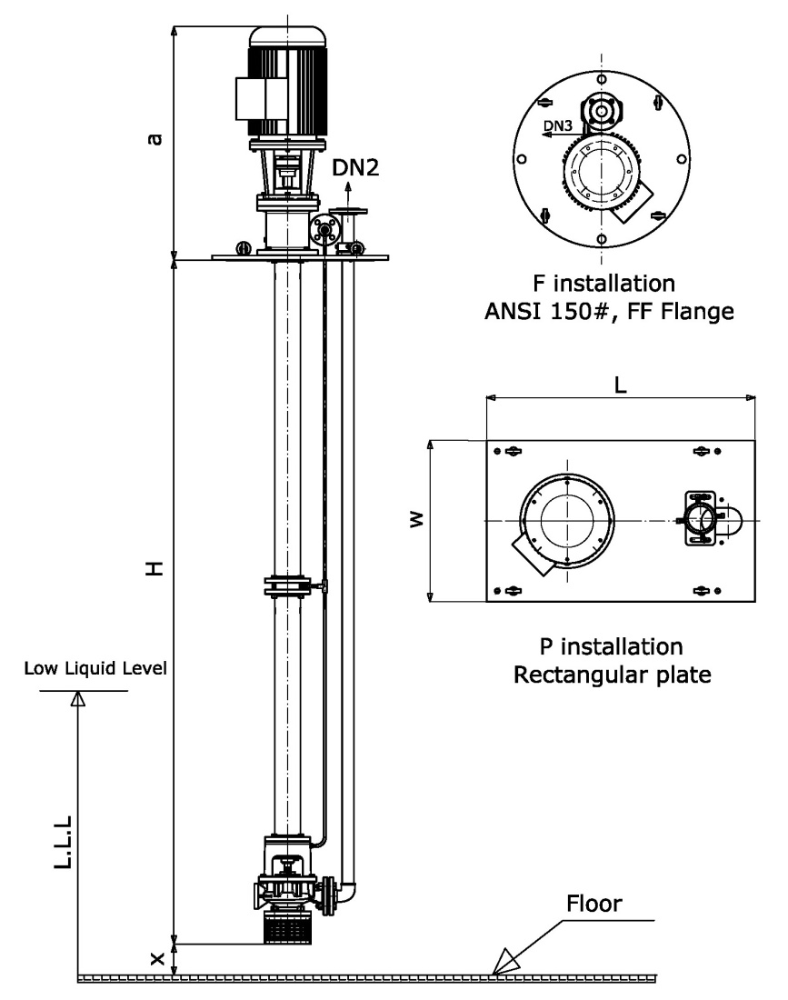 a
DN2
DN3
F installation
ANSI 150#, FF Flange
L
H
w
P installation
Rectangular plate
Low Liquid Level
L.L.L
Floor
x